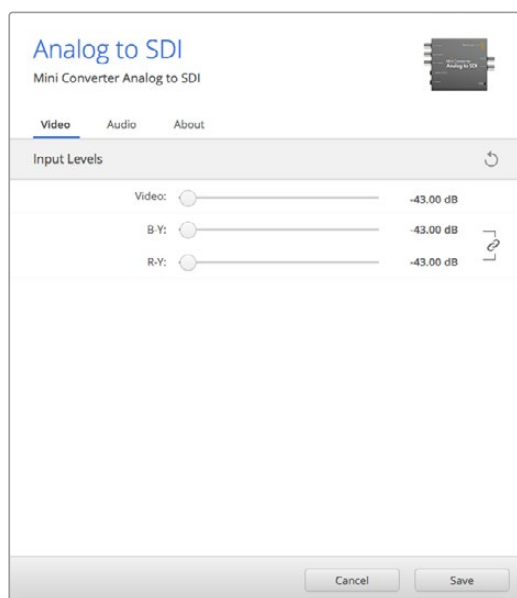 Analog to SDI
Mini Converter Analog to SDI
Video Audio About
Input Levels
Video: -43.00 dB
B-Y: -43.00 dB
R-Y: -43.00 dB
Cancel Save